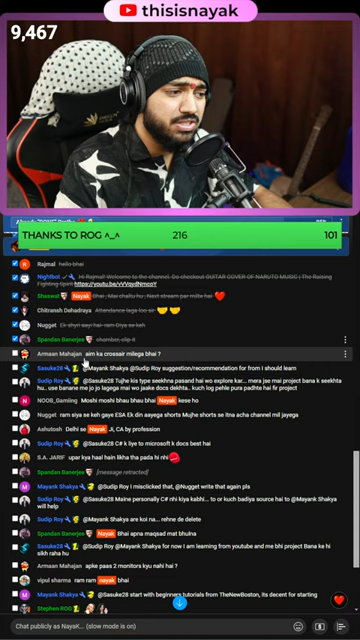 thisisnayak
9,467
THANKS TO ROG ^_^ 216 101
Rajmal hello bhai
Nightbot Hi Rajmal! Welcome to the channel. Do checkout GUITAR COVER OF NARUTO MUSIC | The Raising
Fighting Spirit
Shaswat Nayak Bhai , Mai chaltu hu ; Next stream par milte hai
Chitransh Dehadraya Attendance laga loo sir
Nugget Ek shyri sayi hai ram Diya se keh
Spandan Banerjee shanbor, clip it
Armaan Mahajan aim ka crossair milega bhai ?
Sasuke28 @Mayank Shakya @Sudip Roy suggestion/recommendation for from I should learn
Sudip Roy @Sasuke28 Tujhe kis type seekhna pasand hai wo explore kar... mera jse mai project bana k seekhta
hu.. use banane me jo jo lagega mai wo jaake docs dekhta.. kuch log pehle pura padhte hai fir project
NOOB_Gamiing Moshi moshi bhau bhau bhai Nayak kese ho
Nugget ram siya se keh gaye ESA Ek din aayega shorts Mujhe shorts se itna acha channel mil jayega
Ashutosh Delhi se Nayak Ji, CA by profession
Sudip Roy @Sasuke28 C# k liye to microsoft k docs best hai
S.A. JARIF upar kya haal hain likha tha pada hi nhi
Spandan Banerjee [message retracted]
Mayank Shakya @Sudip Roy I misclicked that, @Nugget write that again pls
Sudip Roy @Sasuke28 Maine personally C# nhi kiya kabhi... to or kuch badiya source hai to @Mayank Shakya
will help
Sudip Roy @Mayank Shakya are koi na.. rehne de delete
Spandan Banerjee Nayak Bhai apna maqsad mat bhulna
Sasuke28 @Sudip Roy @Mayank Shakya for now I am learning from youtube and me bhi project Bana ke hi
sikh raha hu
Armaan Mahajan apke paas 2 monitors kyu nahi hai ?
vipul sharma ram ram nayak bhai
Mayank Shakya @Sasuke28 start with beginners tutorials from TheNewBoston, its decent for starting
Stephen ROG
Chat publicly as NayaK... (slow mode is on)